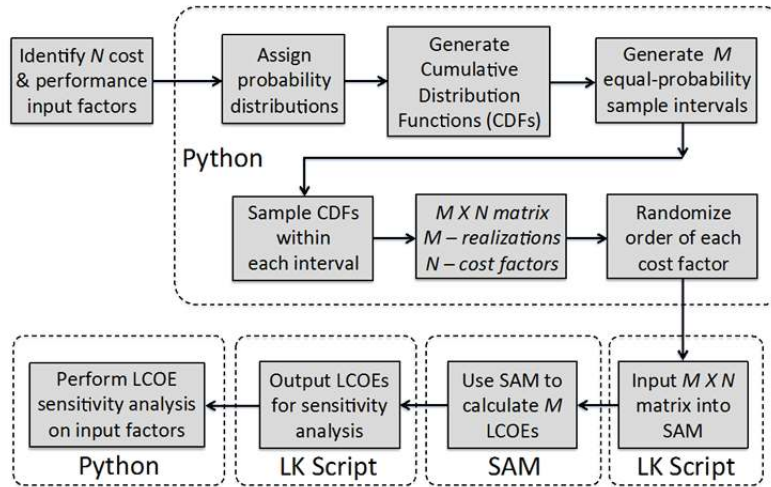 Identify N cost
& performance
input factors
Assign
probability
distributions
Generate
Cumulative
Distribution
Functions (CDFs)
Generate M
equal-probability
sample intervals
Python
Sample CDFs
within
each interval
M X N matrix
M – realizations
N – cost factors
Randomize
order of each
cost factor
Perform LCOE
sensitivity analysis
on input factors
Output LCOEs
for sensitivity
analysis
Use SAM to
calculate M
LCOEs
Input M X N
matrix into
SAM
Python
LK Script
SAM
LK Script